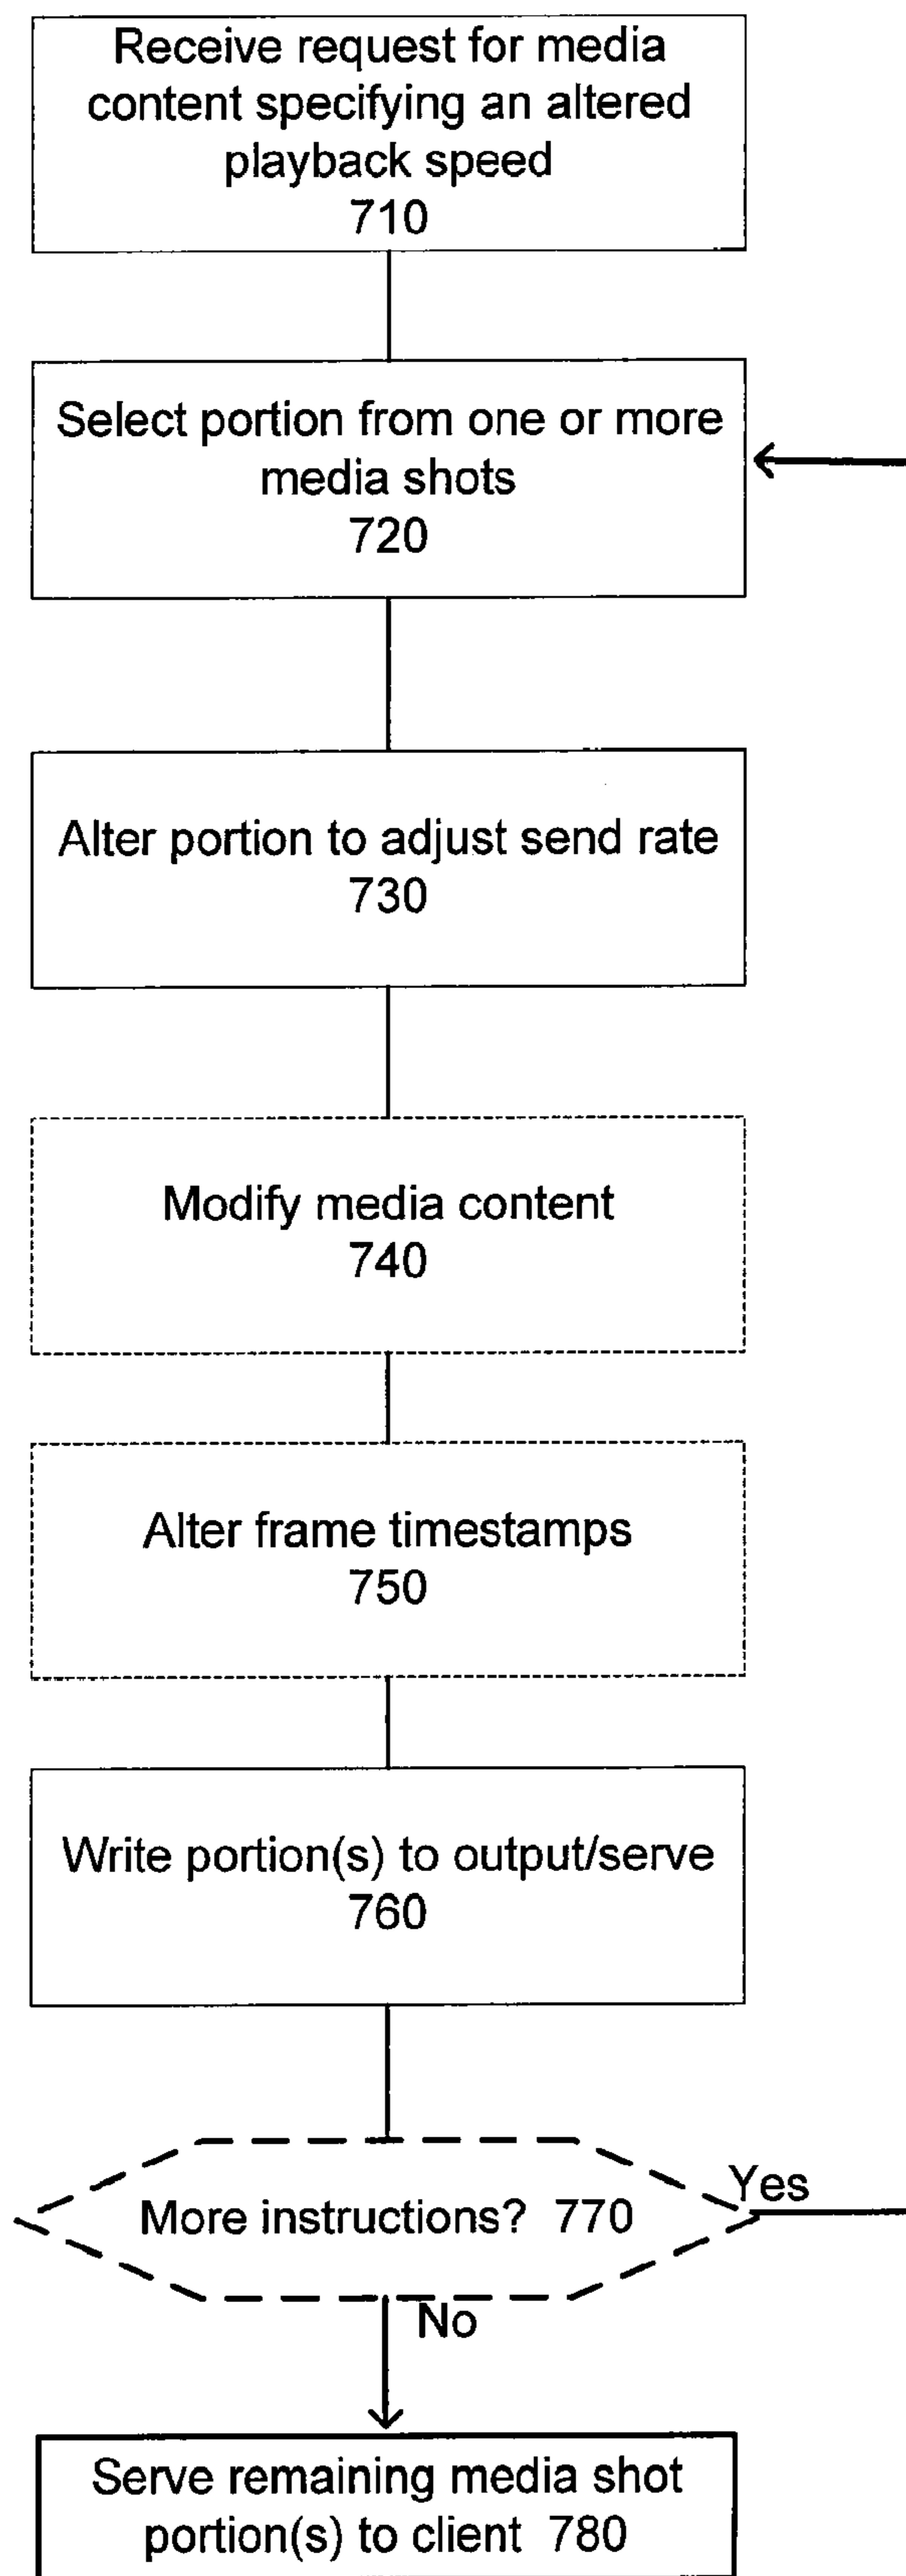 Receive request for media
content specifying an altered
playback speed
710
Select portion from one or more
media shots
720
Alter portion to adjust send rate
730
Modify media content
740
Alter frame timestamps
750
Write portion(s) to output/serve
760
More instructions? 770
Yes
No
Serve remaining media shot
portion(s) to client 780